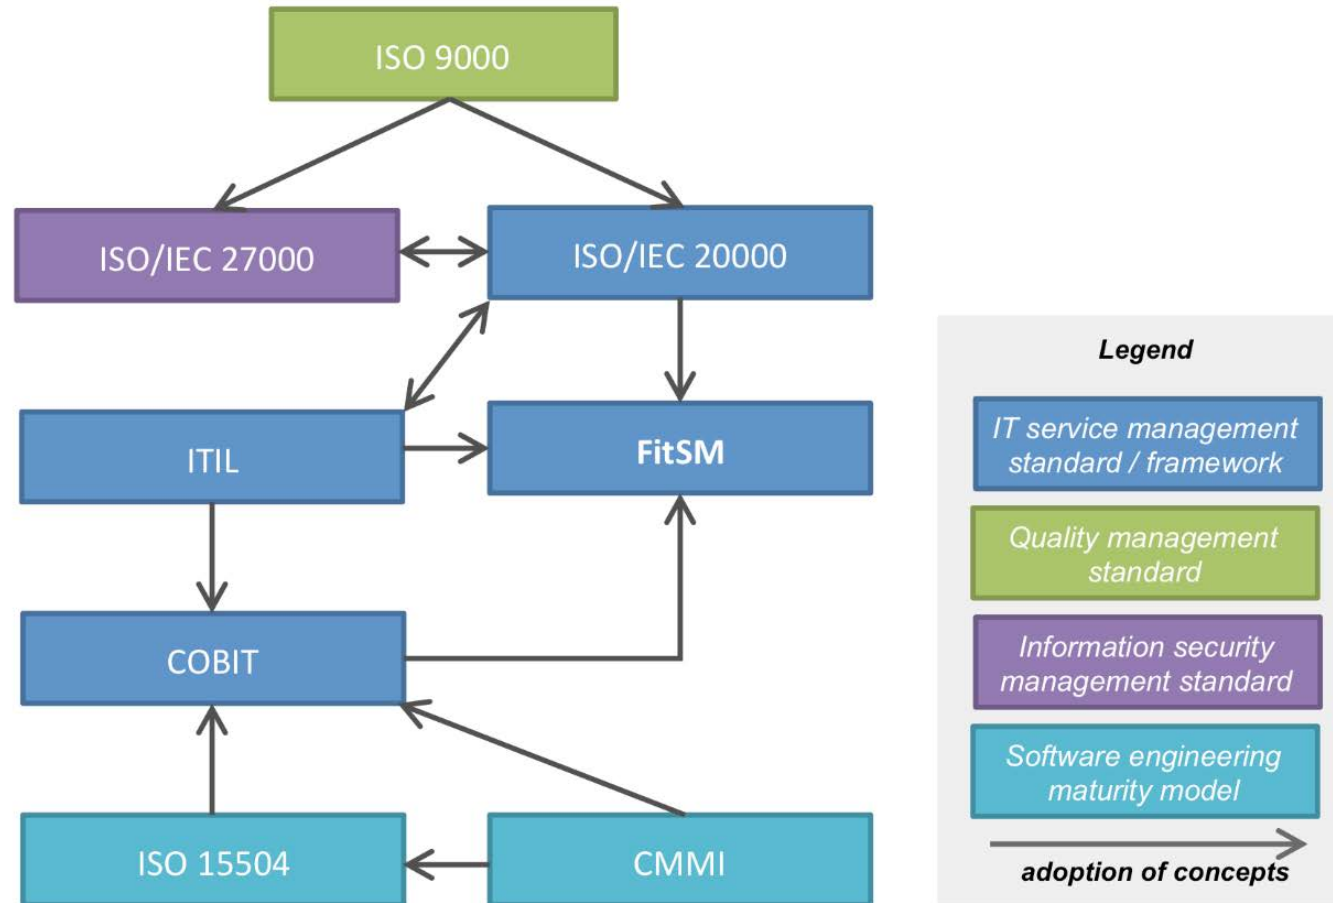 ISO 9000
ISO/IEC 27000
ISO/IEC 20000
ITIL
FitSM
COBIT
ISO 15504
CMMI
Legend
IT service management
standard / framework
Quality management
standard
Information security
management standard
Software engineering
maturity model
adoption of concepts